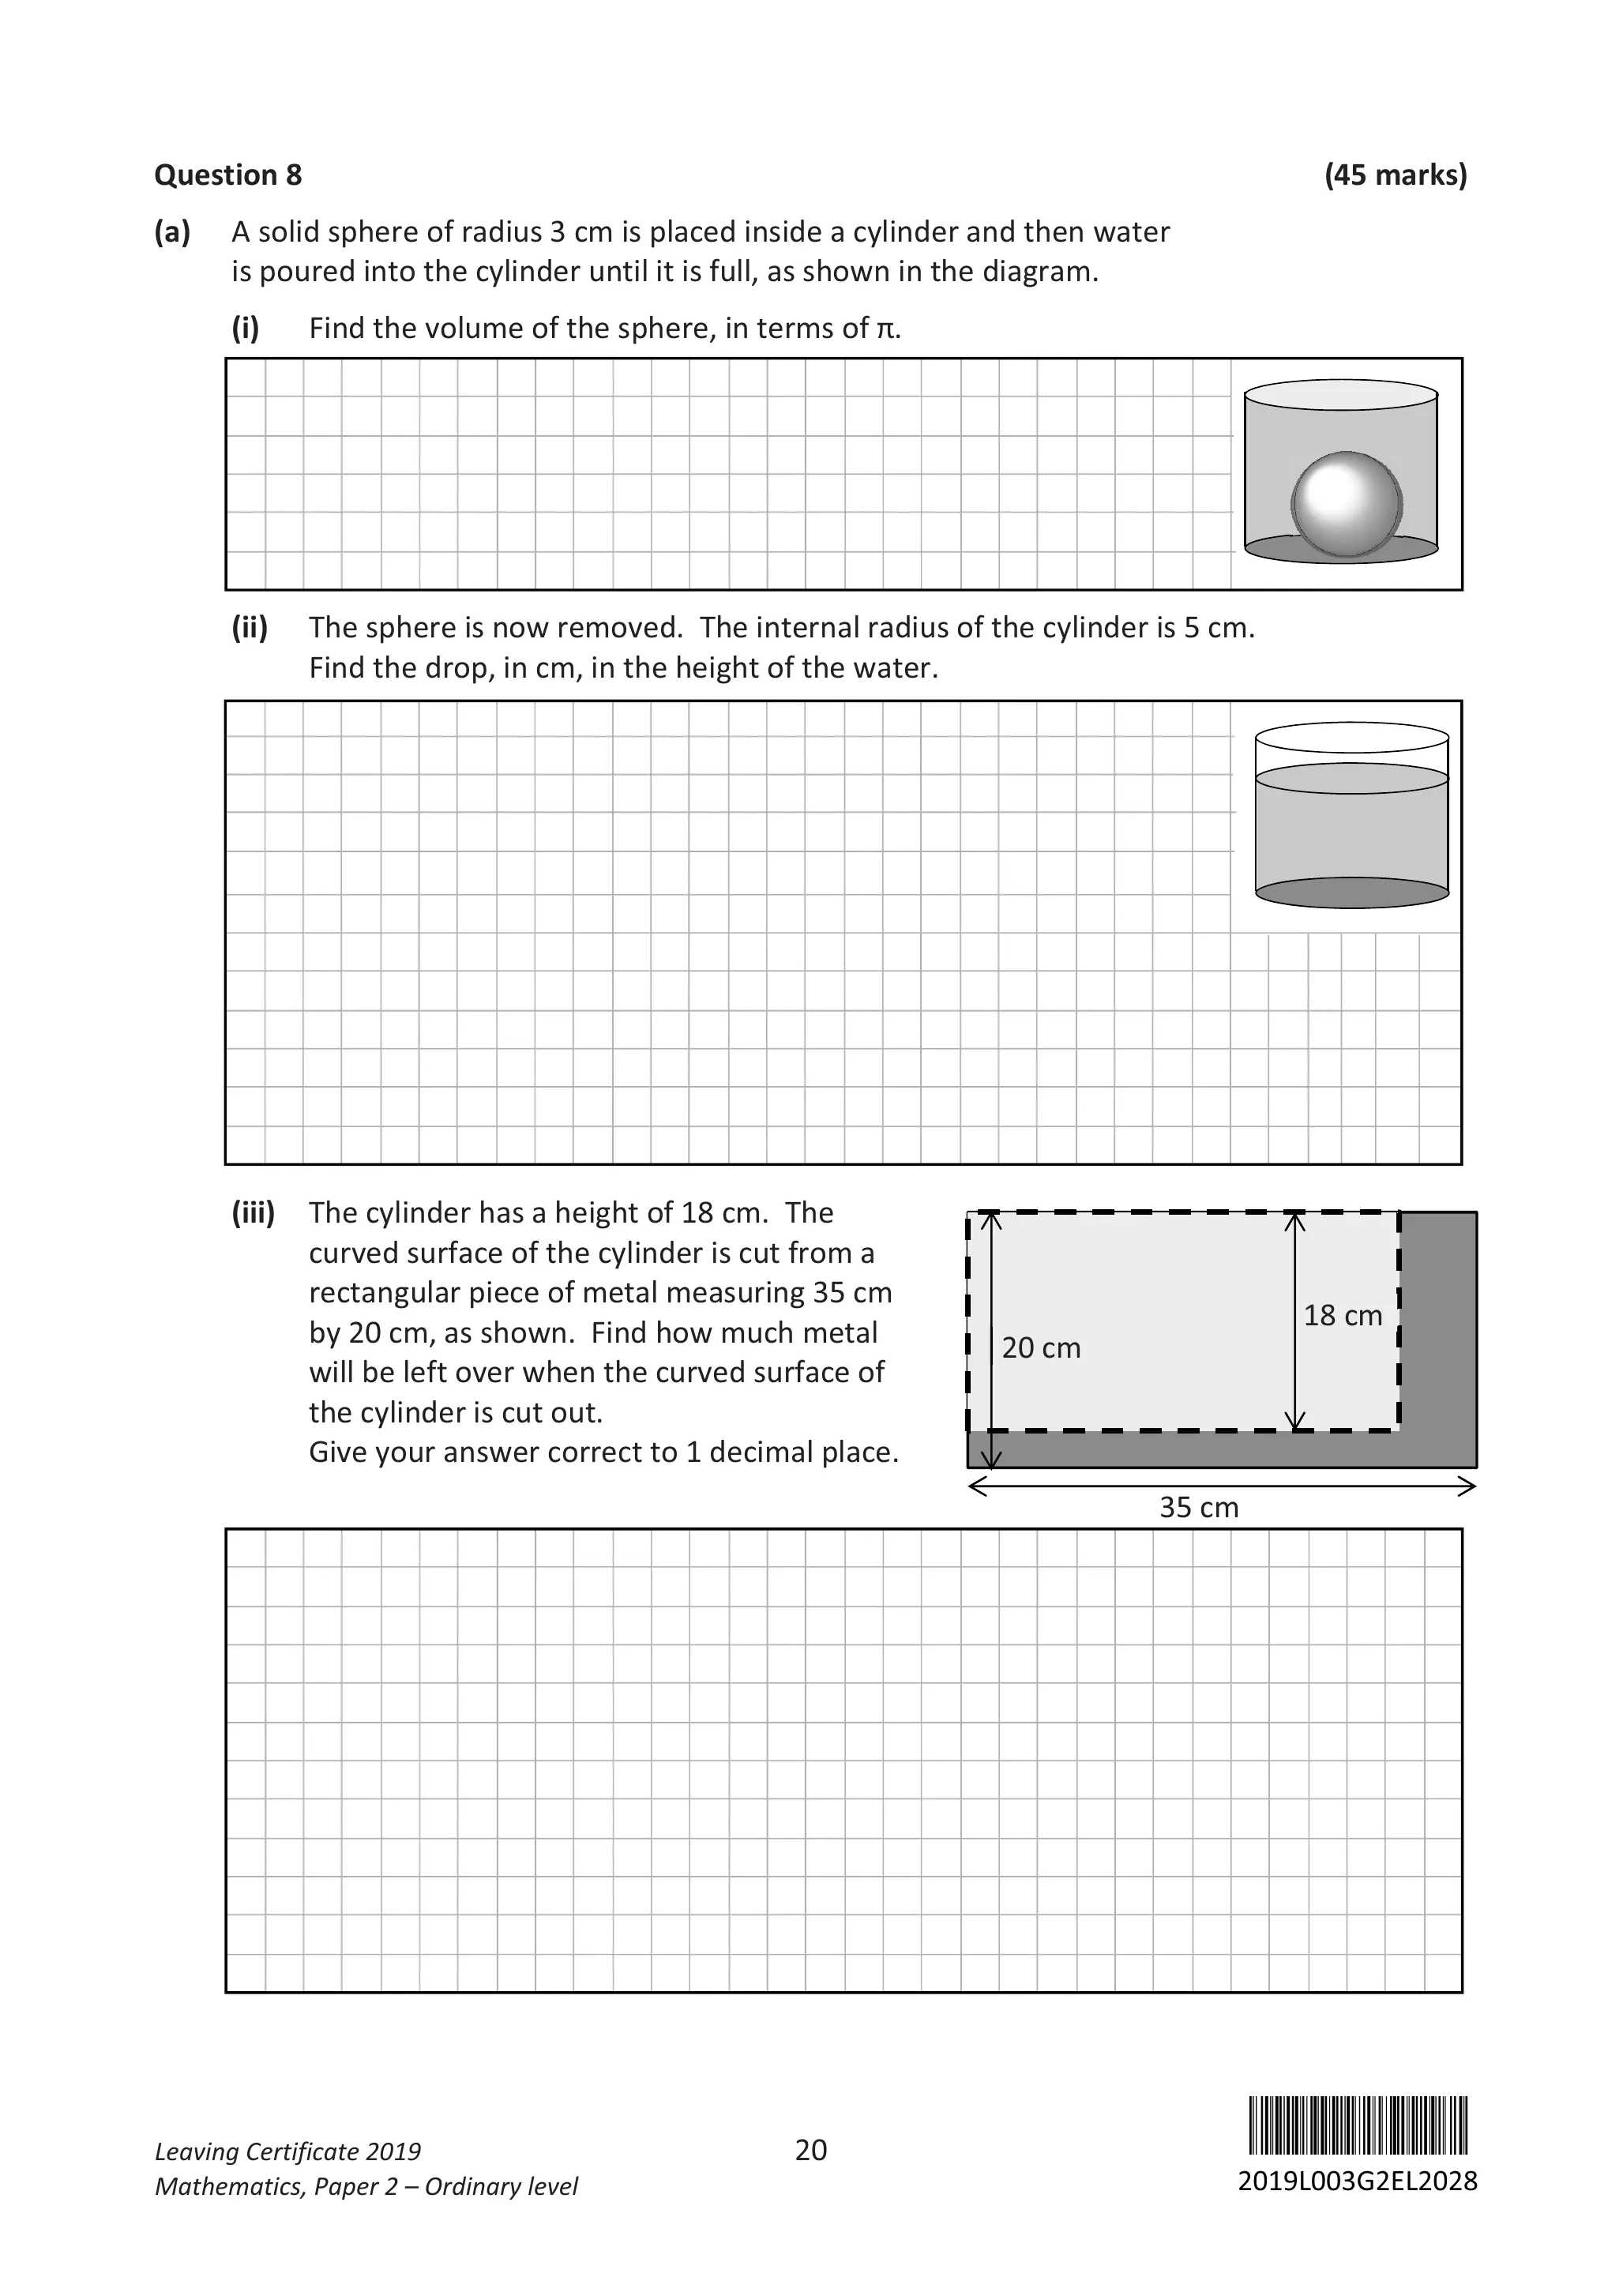 Question 8 (45 marks)
(a) A solid sphere of radius 3 cm is placed inside a cylinder and then water
is poured into the cylinder until it is full, as shown in the diagram.
(i) Find the volume of the sphere, in terms of π.
(ii) The sphere is now removed. The internal radius of the cylinder is 5 cm.
Find the drop, in cm, in the height of the water.
(iii) The cylinder has a height of 18 cm. The
curved surface of the cylinder is cut from a
rectangular piece of metal measuring 35 cm
by 20 cm, as shown. Find how much metal
will be left over when the curved surface of
the cylinder is cut out.
Give your answer correct to 1 decimal place.
18 cm
20 cm
35 cm
Leaving Certificate 2019
Mathematics, Paper 2 – Ordinary level
20
2019L003G2EL2028